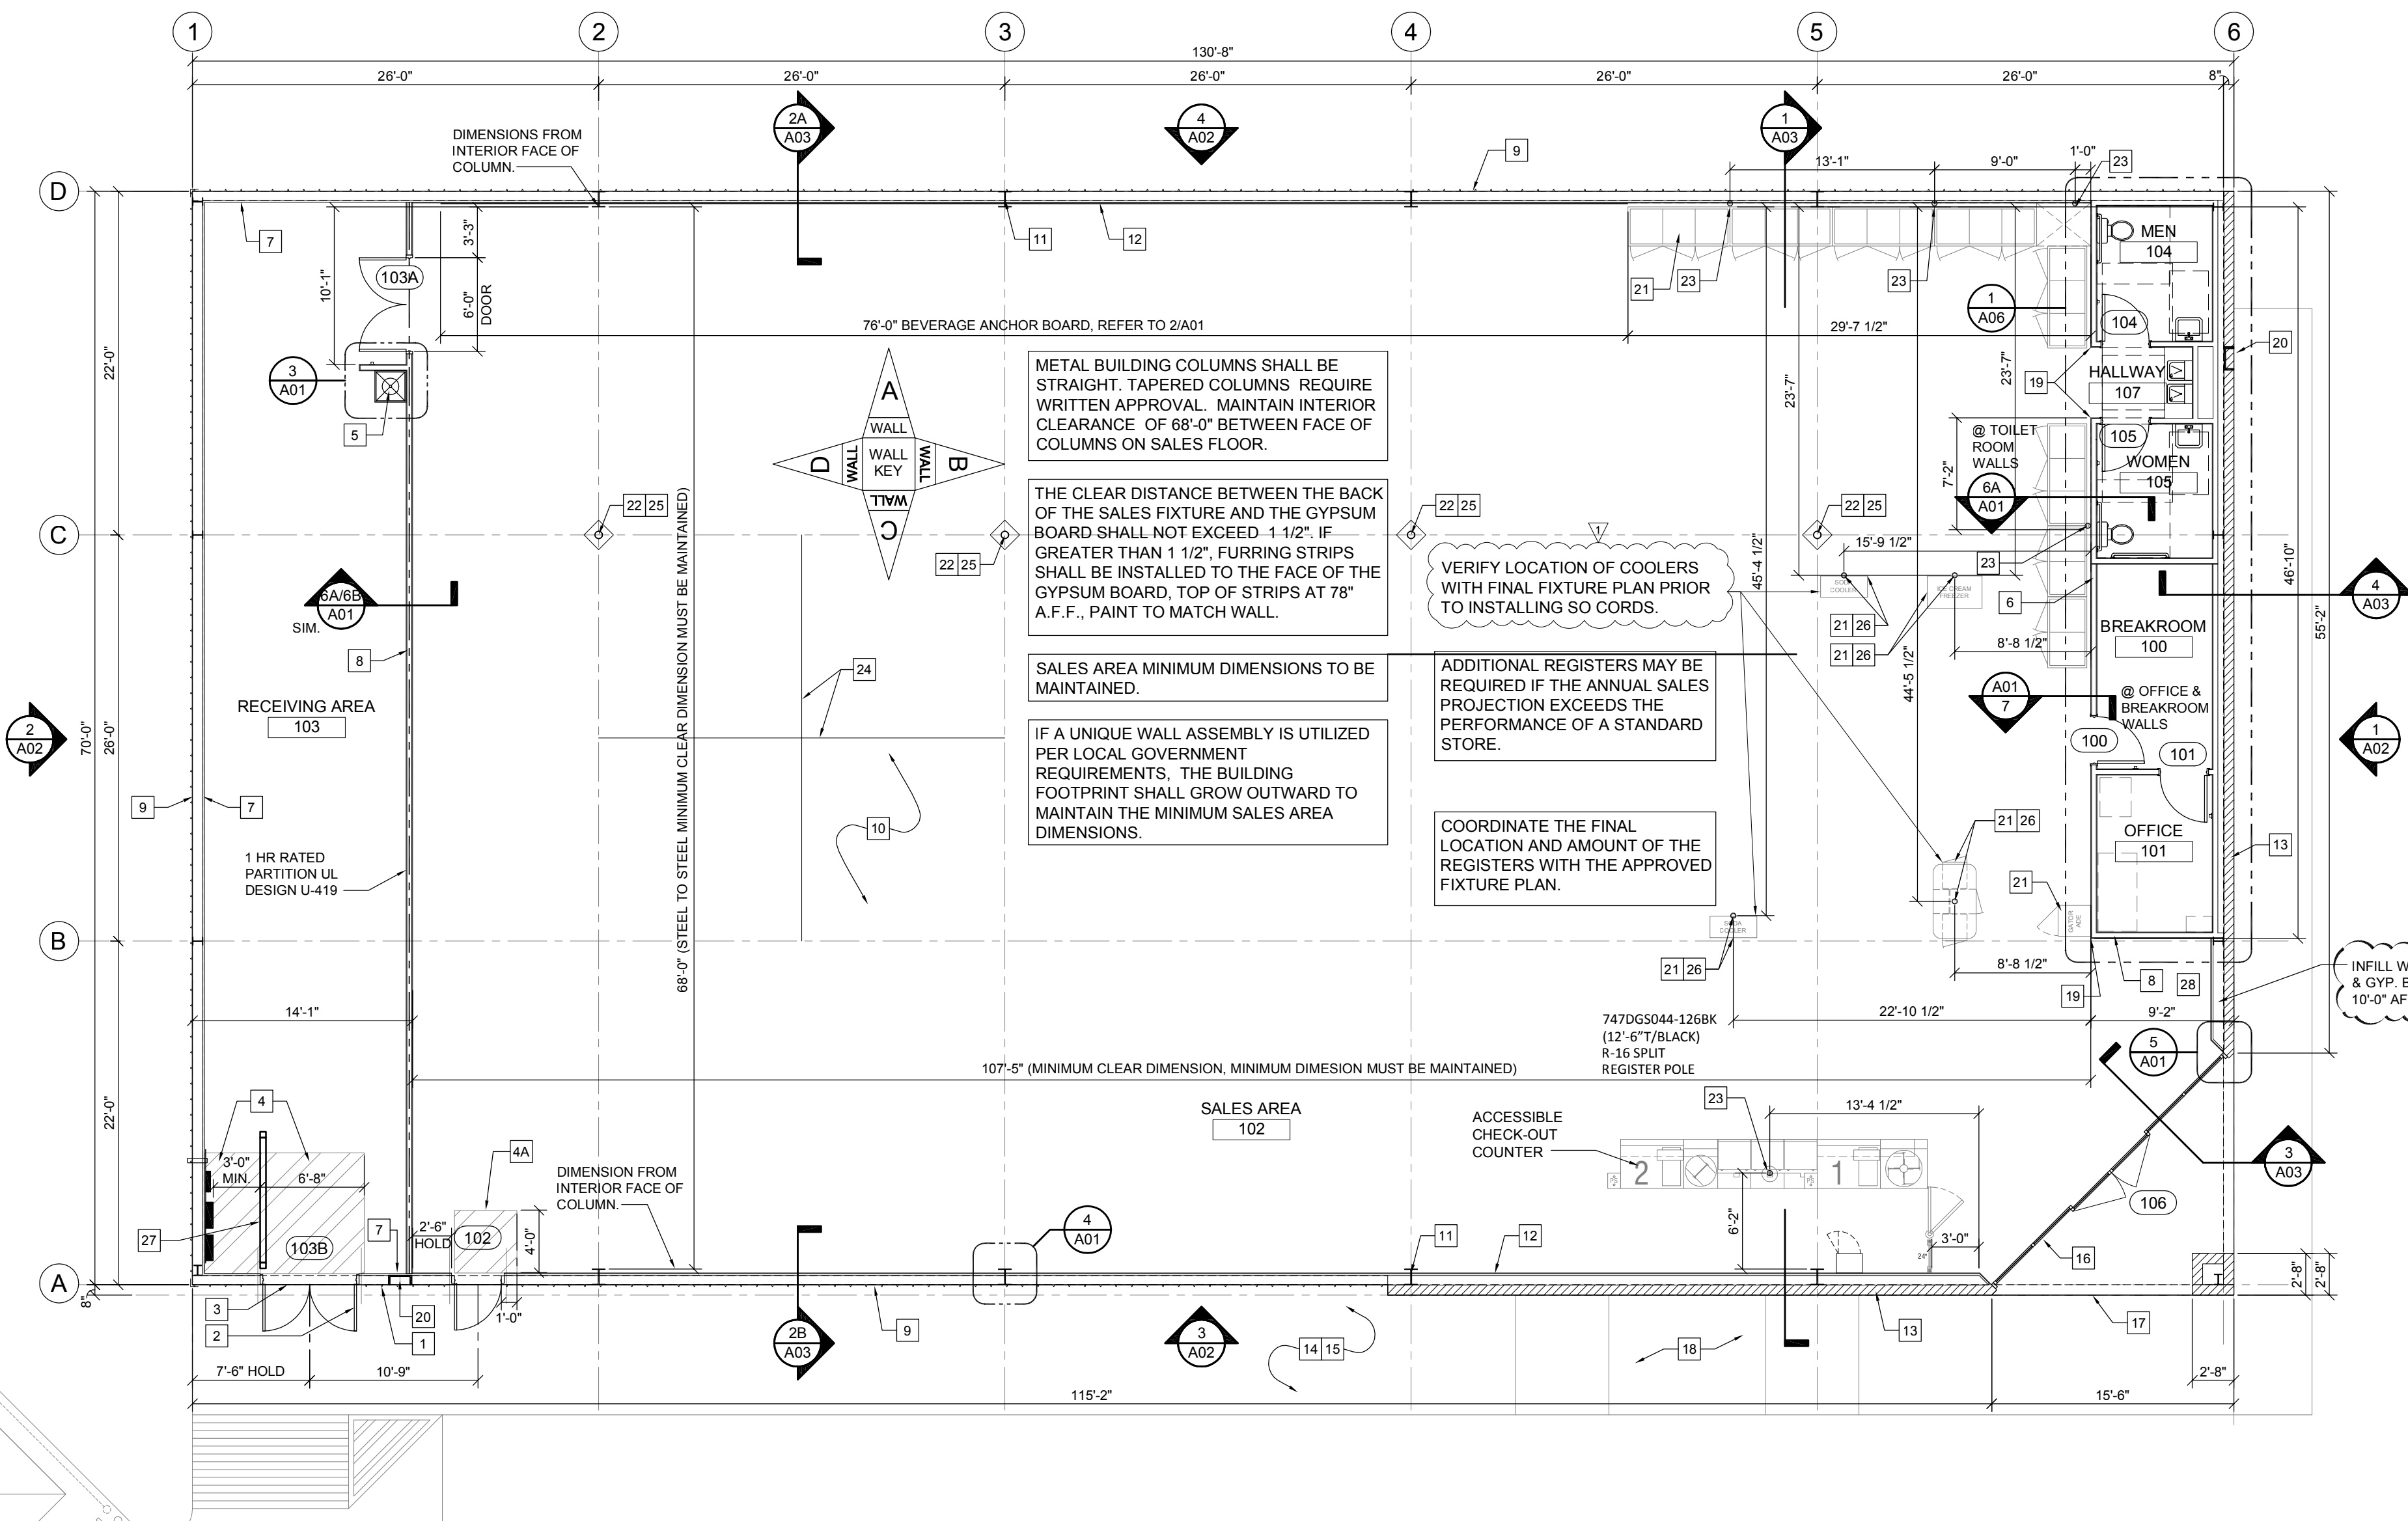 1
2
3
4
5
6
130'-8"
26'-0"
26'-0"
26'-0"
26'-0"
26'-0"
8"
2A
A03
4
A02
1
A03
DIMENSIONS FROM
INTERIOR FACE OF
COLUMN.
9
13'-1"
9'-0"
1'-0"
23
D
7
3'-3"
10'-1"
103A
6'-0"
DOOR
11
12
21
23
23
MEN
104
1
A06
104
76'-0" BEVERAGE ANCHOR BOARD, REFER TO 2/A01
29'-7 1/2"
20
22'-0"
3
A01
5
A
WALL
D
WALL
WALL
KEY
WALL
B
WALL
C
METAL BUILDING COLUMNS SHALL BE
STRAIGHT. TAPERED COLUMNS REQUIRE
WRITTEN APPROVAL. MAINTAIN INTERIOR
CLEARANCE OF 68'-0" BETWEEN FACE OF
COLUMNS ON SALES FLOOR.
23'-7"
23'-7"
19
HALLWAY
107
@ TOILET
ROOM
WALLS
7'-2"
105
WOMEN
105
6A
A01
THE CLEAR DISTANCE BETWEEN THE BACK
OF THE SALES FIXTURE AND THE GYPSUM
BOARD SHALL NOT EXCEED 1 1/2". IF
GREATER THAN 1 1/2", FURRING STRIPS
SHALL BE INSTALLED TO THE FACE OF THE
GYPSUM BOARD, TOP OF STRIPS AT 78"
A.F.F., PAINT TO MATCH WALL.
22 25
22 25
22 25
22 25
C
1
VERIFY LOCATION OF COOLERS
WITH FINAL FIXTURE PLAN PRIOR
TO INSTALLING SO CORDS.
45'-4 1/2"
15'-9 1/2"
23
SODA
COOLER
ICE CREAM
FREEZER
6
46'-10"
4
A03
55'-2"
6A/6B
A01
SIM.
8
21 26
21 26
8'-8 1/2"
44'-5 1/2"
BREAKROOM
100
24
SALES AREA MINIMUM DIMENSIONS TO BE
MAINTAINED.
ADDITIONAL REGISTERS MAY BE
REQUIRED IF THE ANNUAL SALES
PROJECTION EXCEEDS THE
PERFORMANCE OF A STANDARD
STORE.
A01
7
@ OFFICE &
BREAKROOM
WALLS
RECEIVING AREA
103
2
A02
70'-0"
26'-0"
68'-0" (STEEL TO STEEL MINIMUM CLEAR DIMENSION MUST BE MAINTAINED)
IF A UNIQUE WALL ASSEMBLY IS UTILIZED
PER LOCAL GOVERNMENT
REQUIREMENTS, THE BUILDING
FOOTPRINT SHALL GROW OUTWARD TO
MAINTAIN THE MINIMUM SALES AREA
DIMENSIONS.
100
101
1
A02
9
7
10
21 26
COORDINATE THE FINAL
LOCATION AND AMOUNT OF THE
REGISTERS WITH THE APPROVED
FIXTURE PLAN.
OFFICE
101
13
1 HR RATED
PARTITION UL
DESIGN U-419
21
GATOR
ADE
SODA
COOLER
B
21 26
8'-8 1/2"
19
8
28
INFILL W
& GYP. B
10'-0" AF
14'-1"
747DGS044-126BK
(12'-6"T/BLACK)
R-16 SPLIT
REGISTER POLE
22'-10 1/2"
9'-2"
5
A01
107'-5" (MINIMUM CLEAR DIMENSION, MINIMUM DIMESION MUST BE MAINTAINED)
22'-0"
4
SALES AREA
102
ACCESSIBLE
CHECK-OUT
COUNTER
23
13'-4 1/2"
4A
3'-0"
MIN.
6'-8"
DIMENSION FROM
INTERIOR FACE OF
COLUMN.
2
1
3
A03
106
27
103B
7
2'-6"
HOLD
102
4'-0"
4
A01
11
12
6'-2"
3'-0"
24"
16
2'-8"
2'-8"
A
8"
3
2
20
1
1'-0"
2B
A03
9
3
A02
14 15
18
13
17
7'-6" HOLD
10'-9"
2'-8"
115'-2"
15'-6"